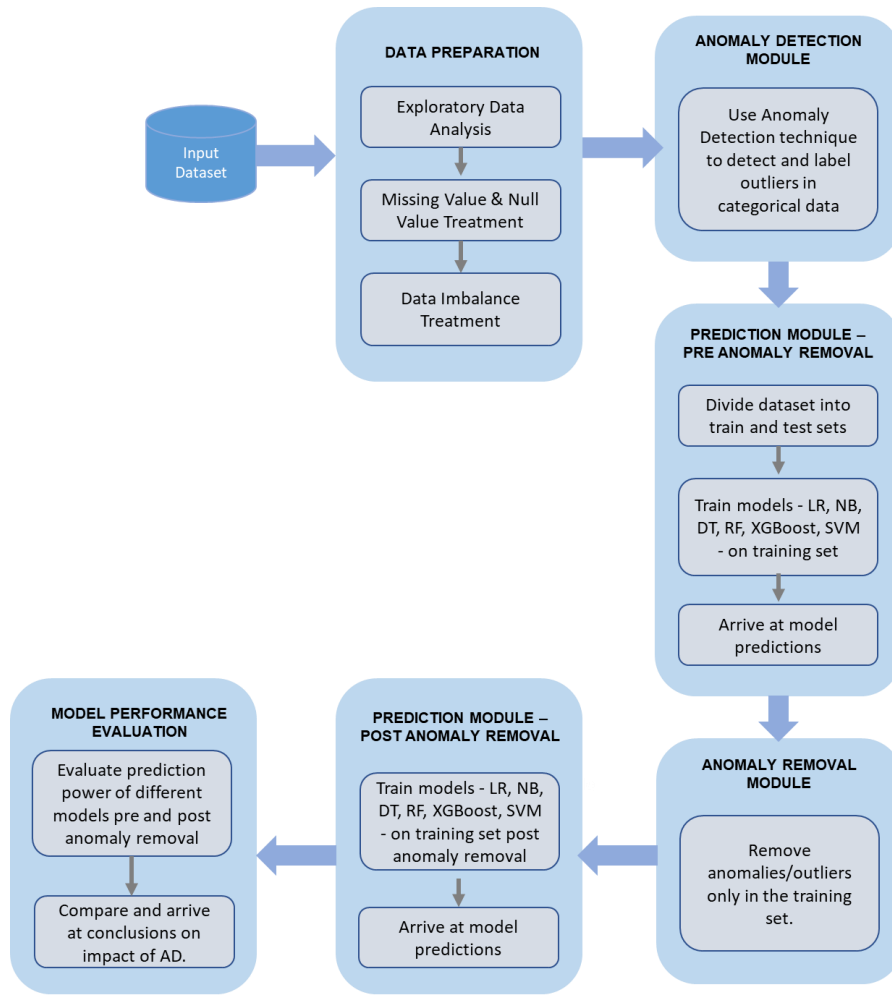 Input
Dataset
DATA PREPARATION
Exploratory Data
Analysis
Missing Value & Null
Value Treatment
Data Imbalance
Treatment
ANOMALY DETECTION
MODULE
Use Anomaly
Detection technique
to detect and label
outliers in
categorical data
PREDICTION MODULE –
PRE ANOMALY REMOVAL
Divide dataset into
train and test sets
Train models - LR, NB,
DT, RF, XGBoost, SVM
- on training set
Arrive at model
predictions
ANOMALY REMOVAL
MODULE
Remove
anomalies/outliers
only in the training
set.
PREDICTION MODULE –
POST ANOMALY REMOVAL
Train models - LR, NB,
DT, RF, XGBoost, SVM
- on training set post
anomaly removal
Arrive at model
predictions
MODEL PERFORMANCE
EVALUATION
Evaluate prediction
power of different
models pre and post
anomaly removal
Compare and arrive
at conclusions on
impact of AD.